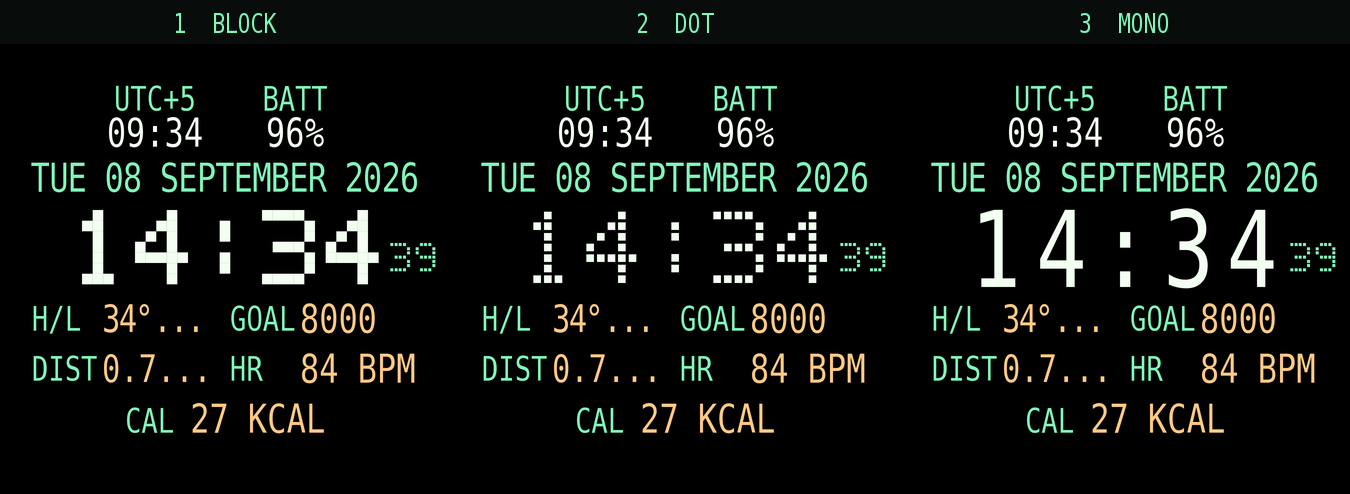 1 BLOCK 2 DOT 3 MONO
UTC+5 BATT UTC+5 BATT UTC+5 BATT
09:34 96% 09:34 96% 09:34 96%
TUE 08 SEPTEMBER 2026 TUE 08 SEPTEMBER 2026 TUE 08 SEPTEMBER 2026
14:34 39 14:34 39 14:34 39
H/L 34°... GOAL 8000 H/L 34°... GOAL 8000 H/L 34°... GOAL 8000
DIST 0.7... HR 84 BPM DIST 0.7... HR 84 BPM DIST 0.7... HR 84 BPM
CAL 27 KCAL CAL 27 KCAL CAL 27 KCAL